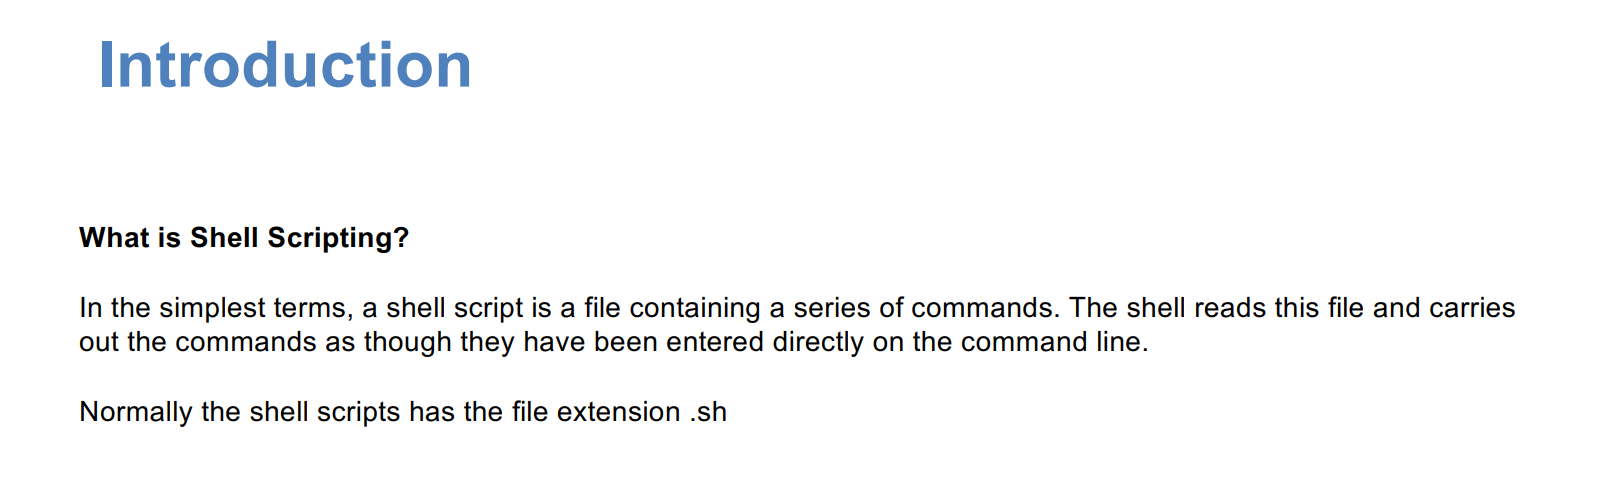 Introduction
What is Shell Scripting?
In the simplest terms, a shell script is a file containing a series of commands. The shell reads this file and carries
out the commands as though they have been entered directly on the command line.
Normally the shell scripts has the file extension .sh